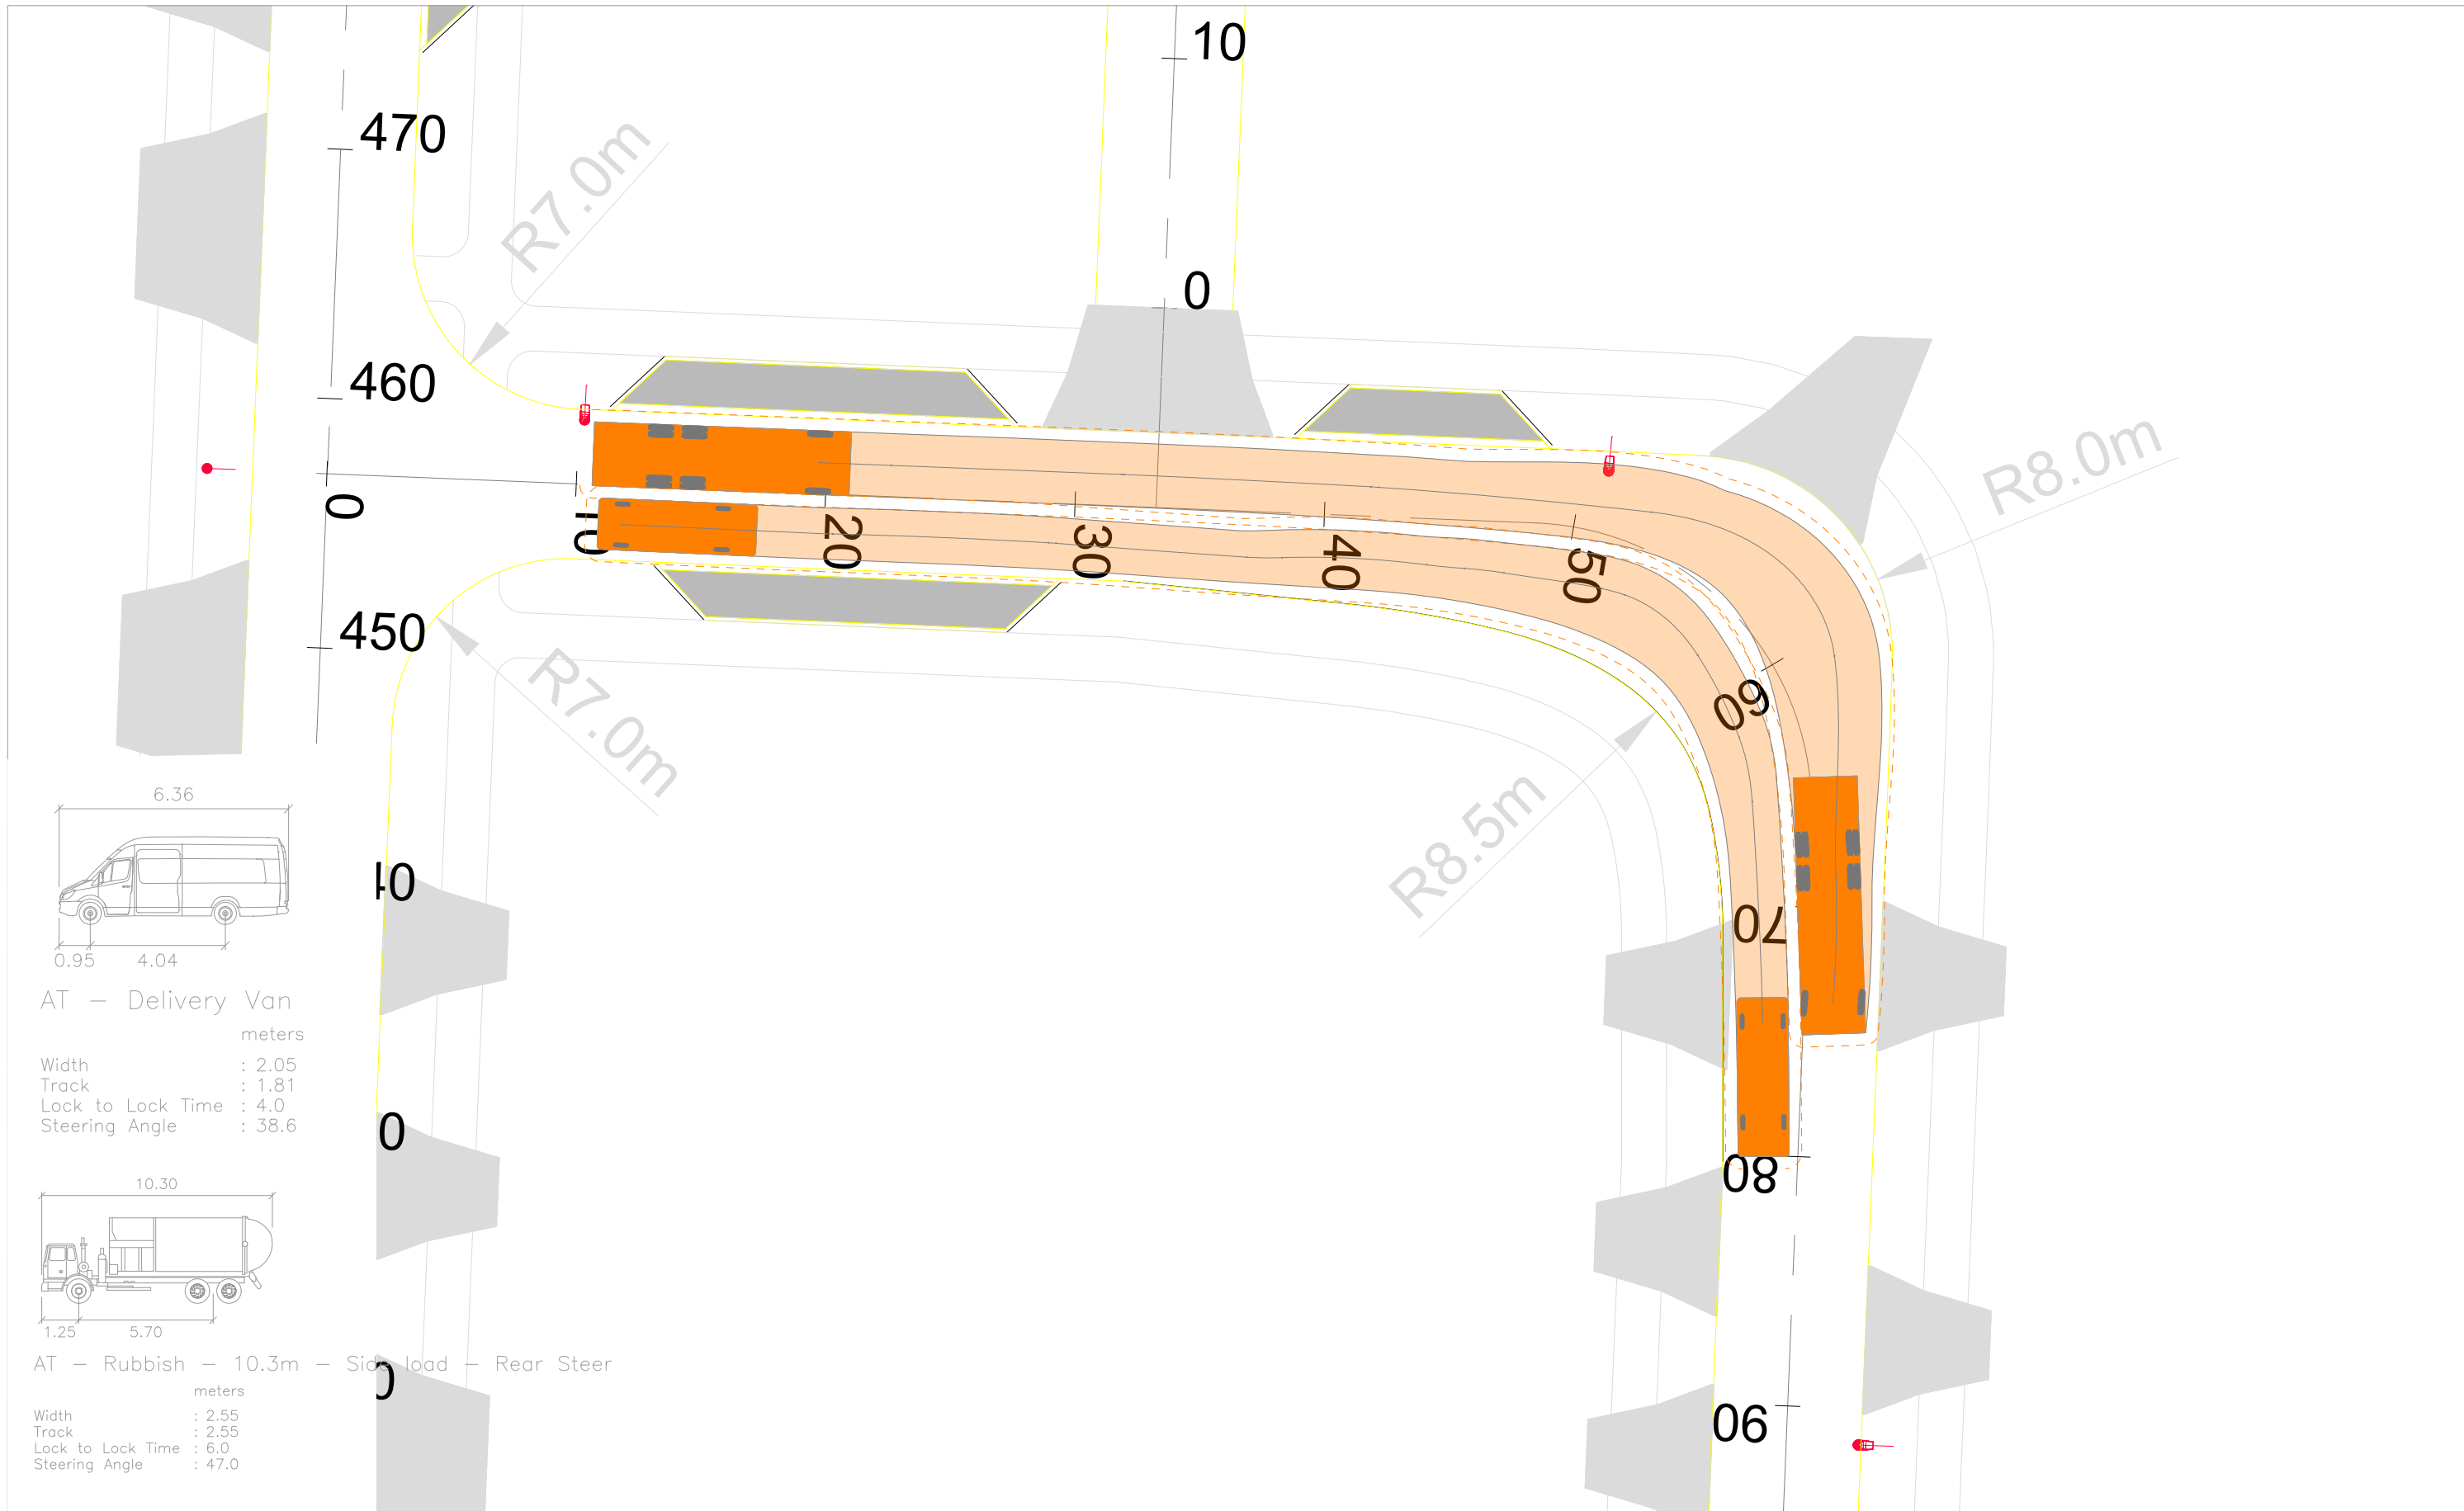 10
470
R7.0m
0
460
R8.0m
0
20
30
40
50
450
60
R7.0m
6.36
R8.5m
0.95 4.04
70
AT - Delivery Van
meters
Width : 2.05
Track : 1.81
Lock to Lock Time : 4.0
Steering Angle : 38.6
0
80
10.30
1.25 5.70
AT - Rubbish - 10.3m - Side load - Rear Steer
0
meters
Width : 2.55
Track : 2.55
Lock to Lock Time : 6.0
Steering Angle : 47.0
90